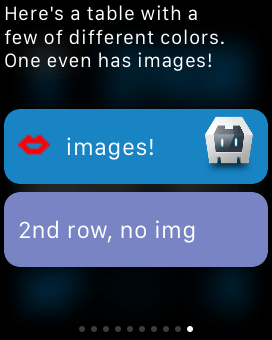 Here's a table with a
few of different colors.
One even has images!
images!
2nd row, no img